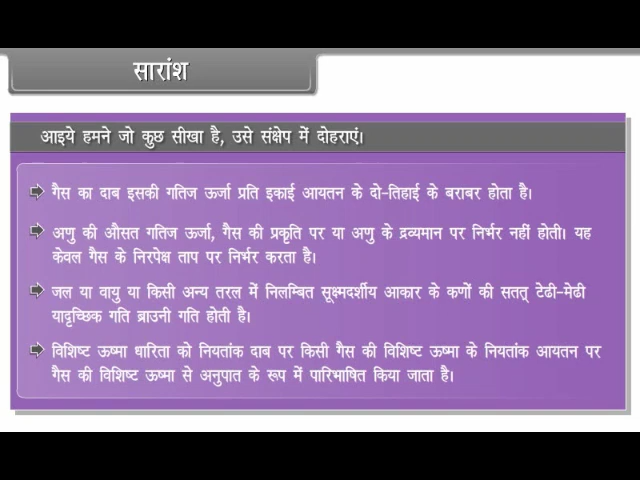 सारांश
आइये हमने जो कुछ सीखा है, उसे संक्षेप में दोहराएं।
गैस का दाब इसकी गतिज ऊर्जा प्रति इकाई आयतन के दो-तिहाई के बराबर होता है।
अणु की औसत गतिज ऊर्जा, गैस की प्रकृति पर या अणु के द्रव्यमान पर निर्भर नहीं होती। यह
केवल गैस के निरपेक्ष ताप पर निर्भर करता है।
जल या वायु या किसी अन्य तरल में निलम्बित सूक्ष्मदर्शीय आकार के कणों की सतत् टेढी-मेढी
यादृच्छिक गति ब्राउनी गति होती है।
विशिष्ट ऊष्मा धारिता को नियतांक दाब पर किसी गैस की विशिष्ट ऊष्मा के नियतांक आयतन पर
गैस की विशिष्ट ऊष्मा से अनुपात के रूप में पारिभाषित किया जाता है।